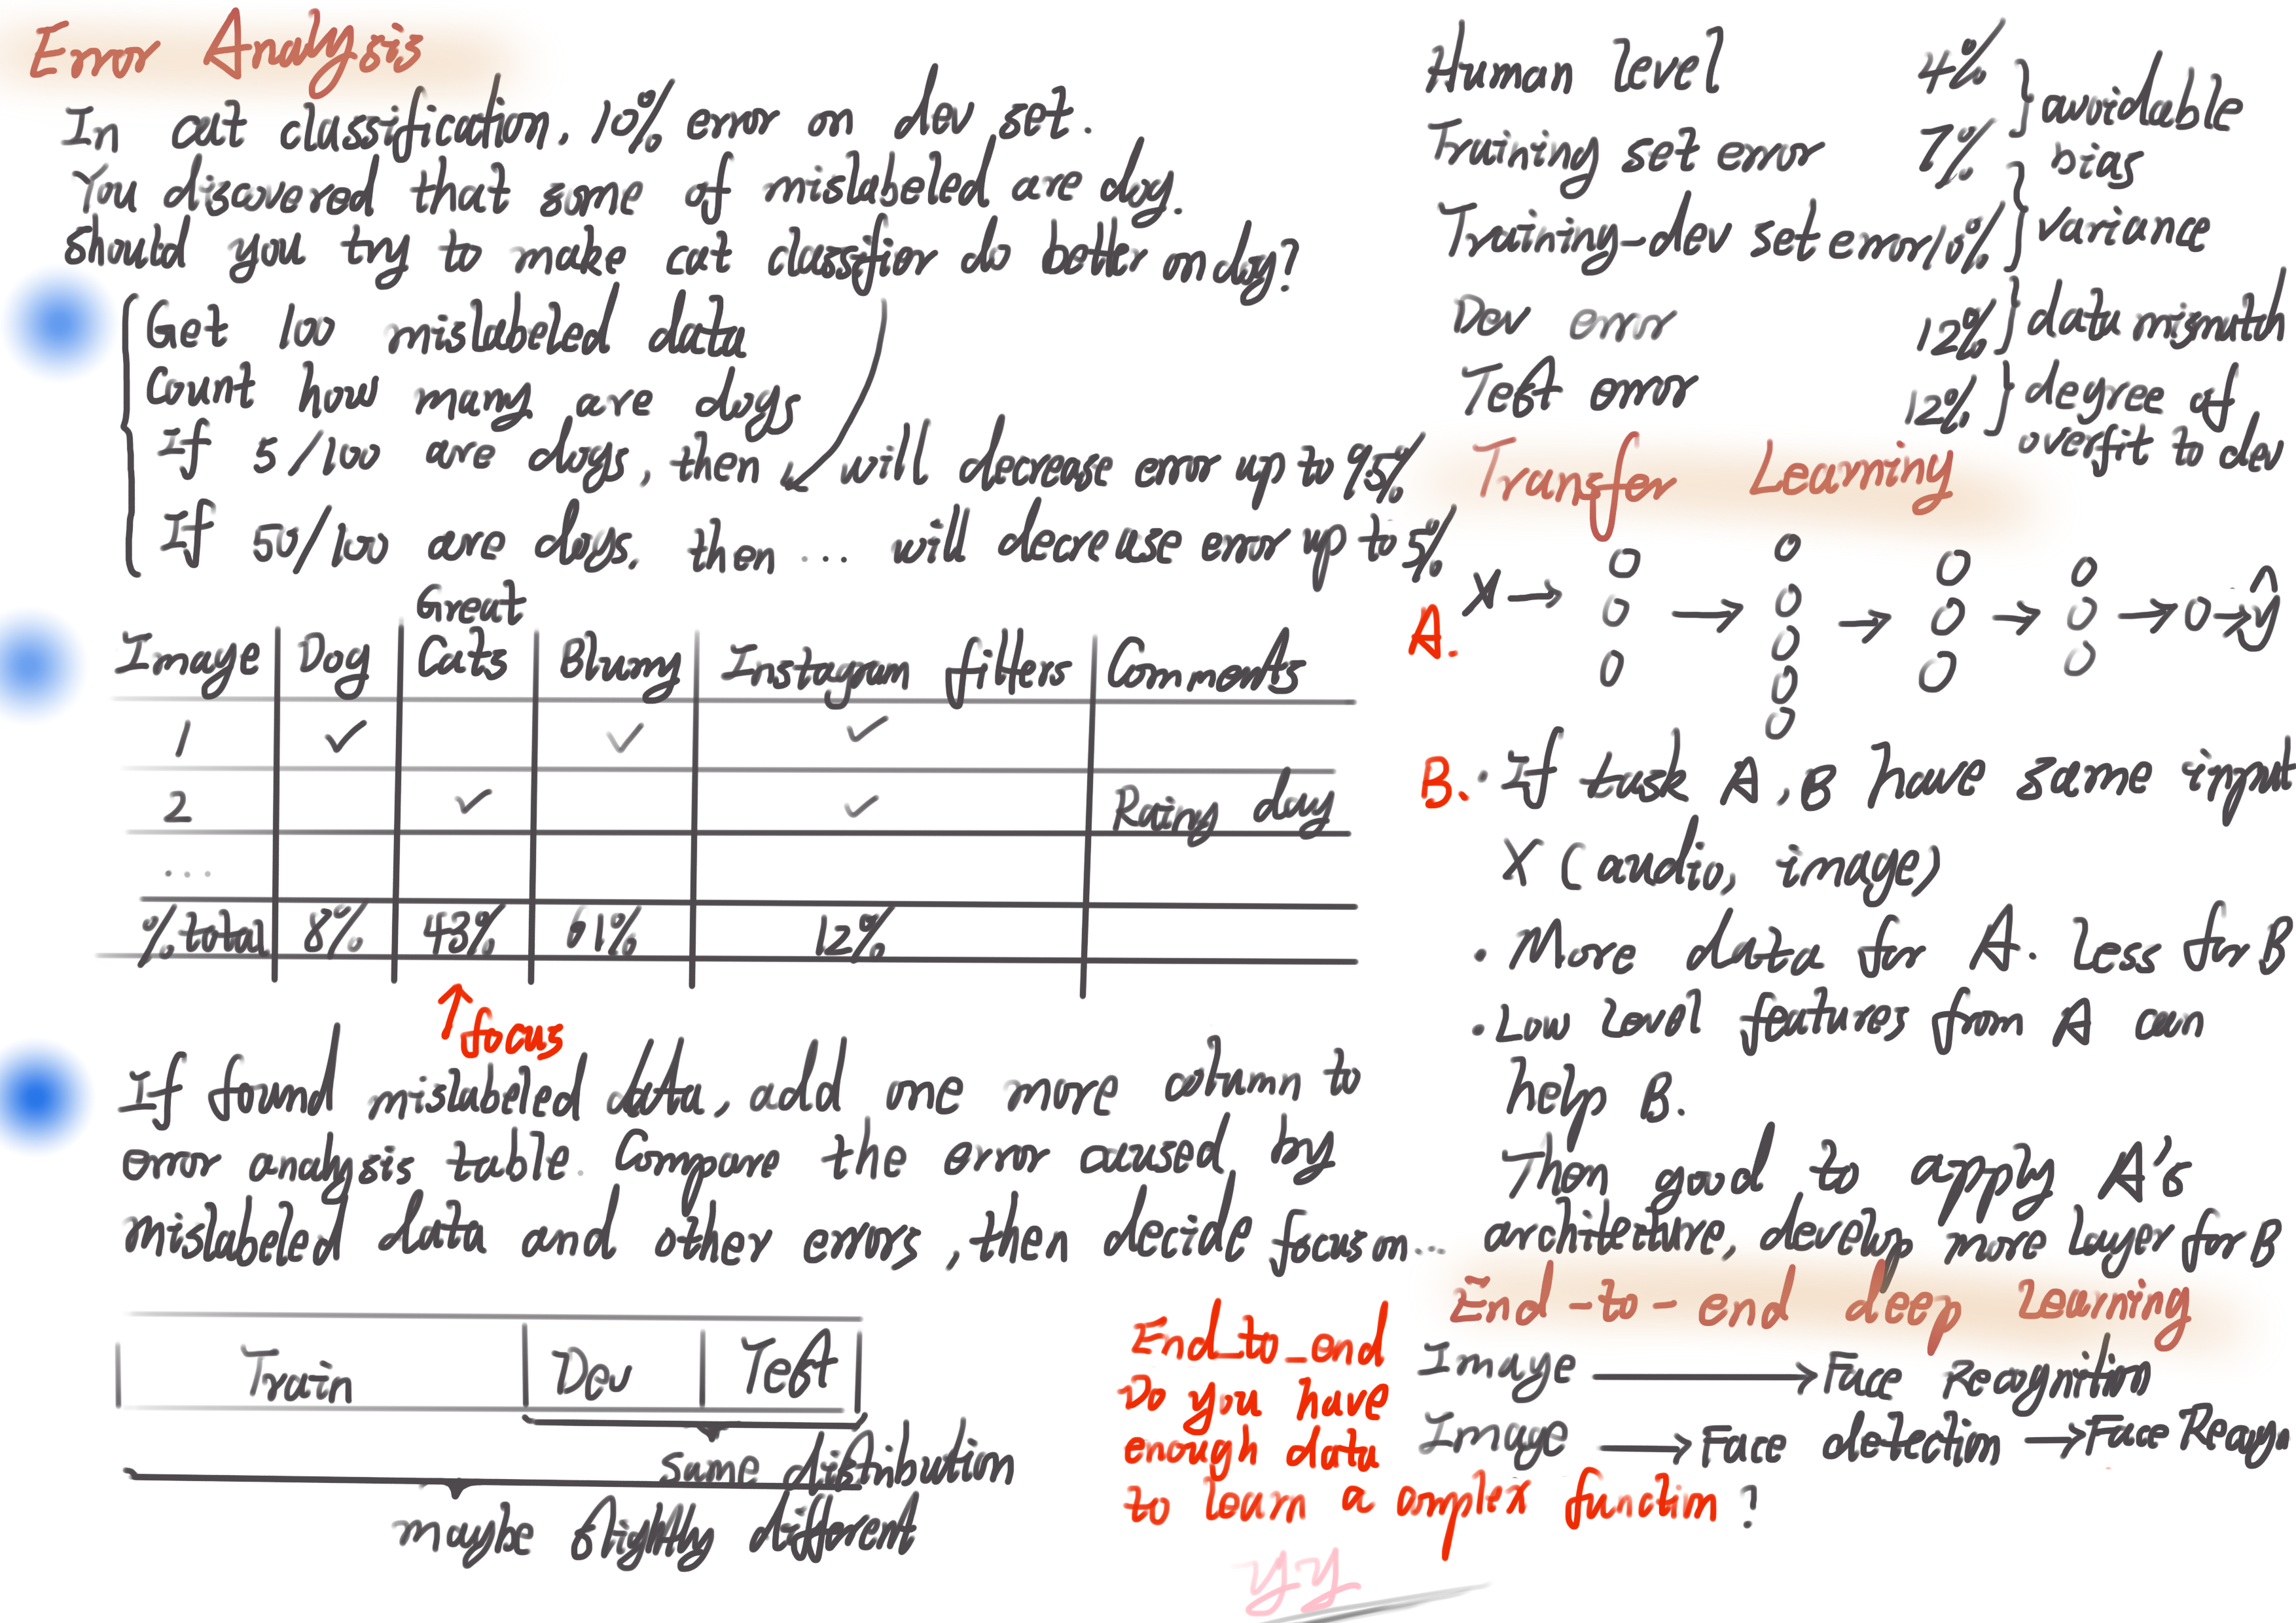 Error Analysis
In cat classification, 10% error on dev set.
You discovered that some of mislabeled are dog.
Should you try to make cat classifier do better on dog?
Get 100 mislabeled data
Count how many are dogs
If 5/100 are dogs, then will decrease error up to 9.5%
If 50/100 are dogs, then ... will decrease error up to 5%
Image Dog Great Cats Blurry Instagram filters Comments
1 ✓ ✓ ✓
2 ✓ ✓ Rainy day
...
% total 8% 43% 61% 12%
↑ focus
If found mislabeled data, add one more column to
error analysis table. Compare the error caused by
mislabeled data and other errors, then decide focus on...
Train Dev Test
same distribution
maybe slightly different
Human level 4%
avoidable bias
Training set error 7%
variance
Training-dev set error 10%
data mismatch
Dev error 12%
degree of overfit to dev
Test error 12%
Transfer Learning
A. X → → → → → ŷ
B. · If task A, B have same input
X (audio, image)
· More data for A. Less for B
· Low level features from A can
help B.
Then good to apply A's
architeture, develop more layer for B
End-to-end deep learning
Image → Face Recognition
Image → Face detection → Face Recogn
End_to_end
Do you have
enough data
to learn a complex function?
yy